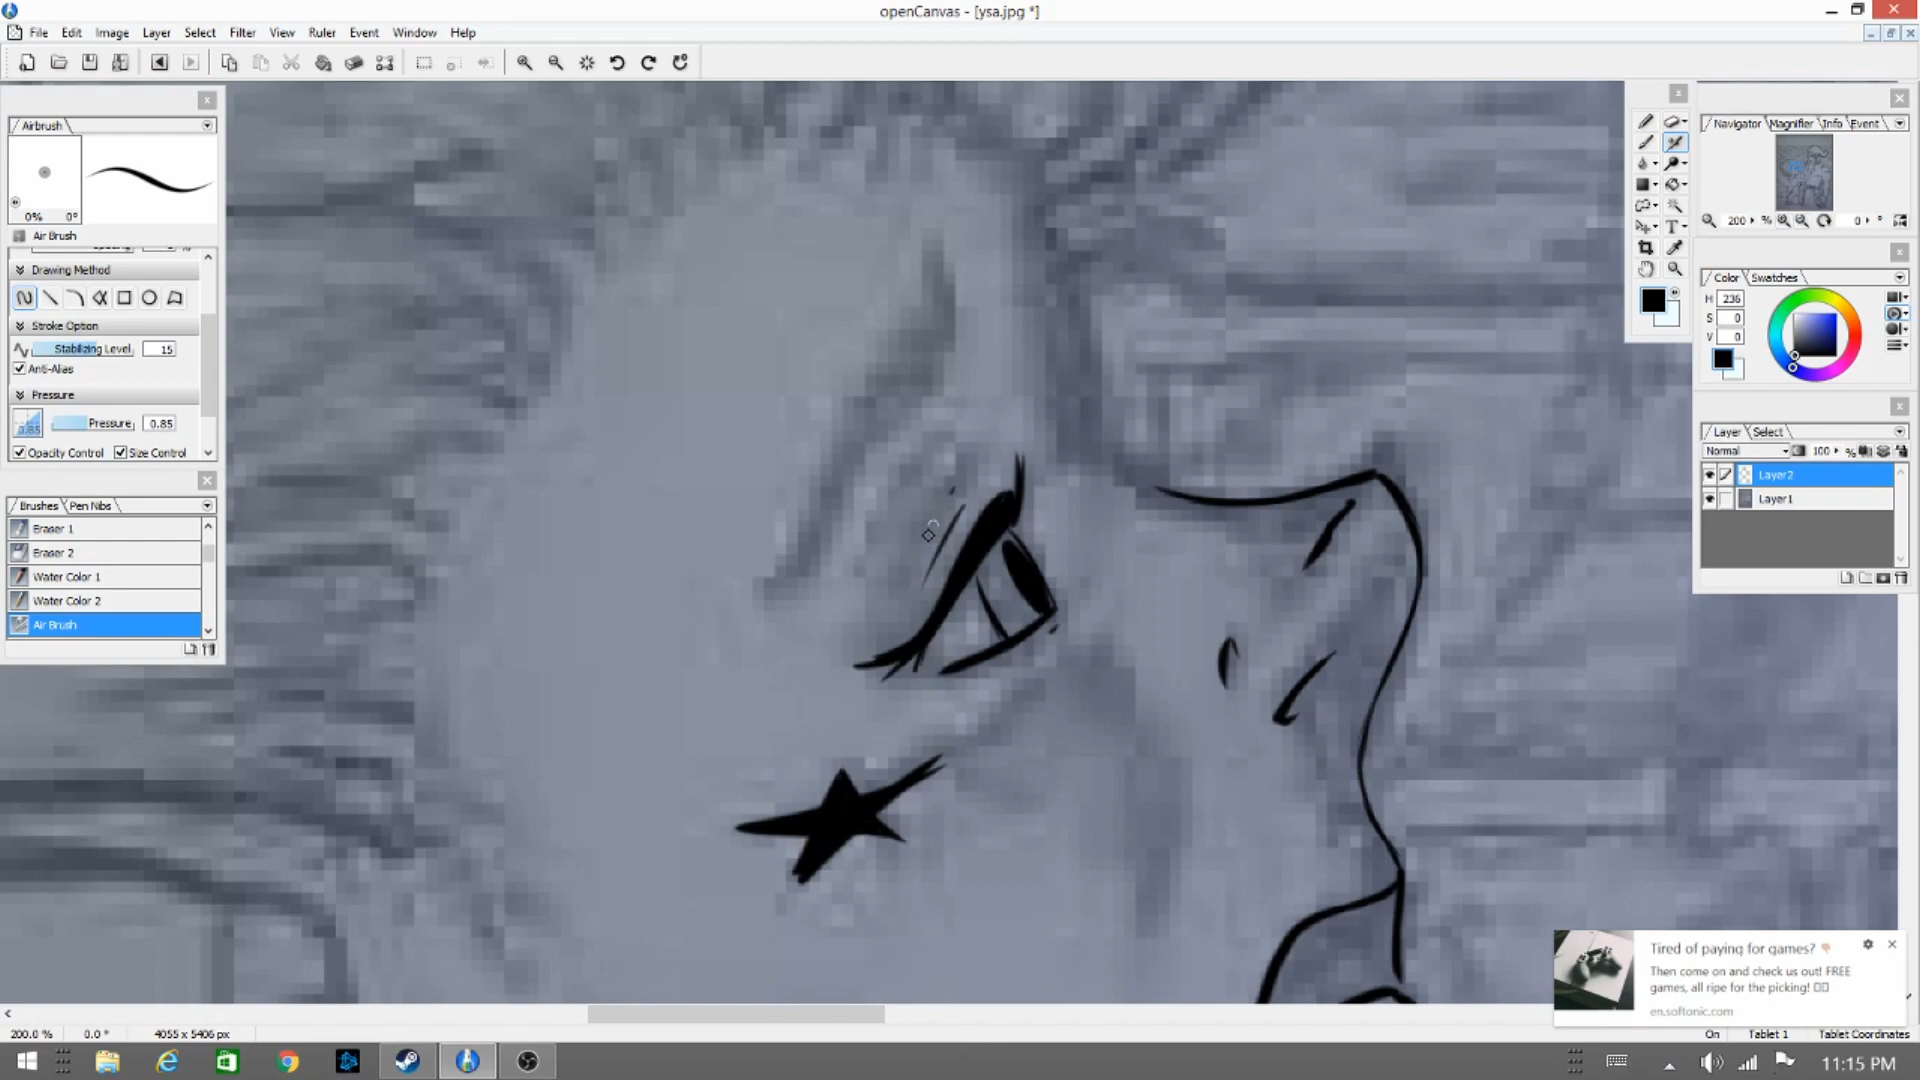 openCanvas - [ysa.jpg *]
File Edit Image Layer Select Filter View Ruler Event Window Help
Airbrush
0% 0°
Air Brush
Drawing Method
Stroke Option
Stabilizing Level 15
Anti-Alias
Pressure
0.85 Pressure 0.85
Opacity Control Size Control
Brushes Pen Nibs
Eraser 1
Eraser 2
Water Color 1
Water Color 2
Air Brush
Navigator Magnifier Info Event
200 % 0 °
Color Swatches
H 236
S 0
V 0
Layer Select
Normal 100 %
Layer2
Layer1
Tired of paying for games? 👎🏻
Then come on and check us out! FREE
games, all ripe for the picking!
en.softonic.com
200.0 % 0.0 ° 4055 x 5406 px On Tablet 1 Tablet Coordinates
11:15 PM